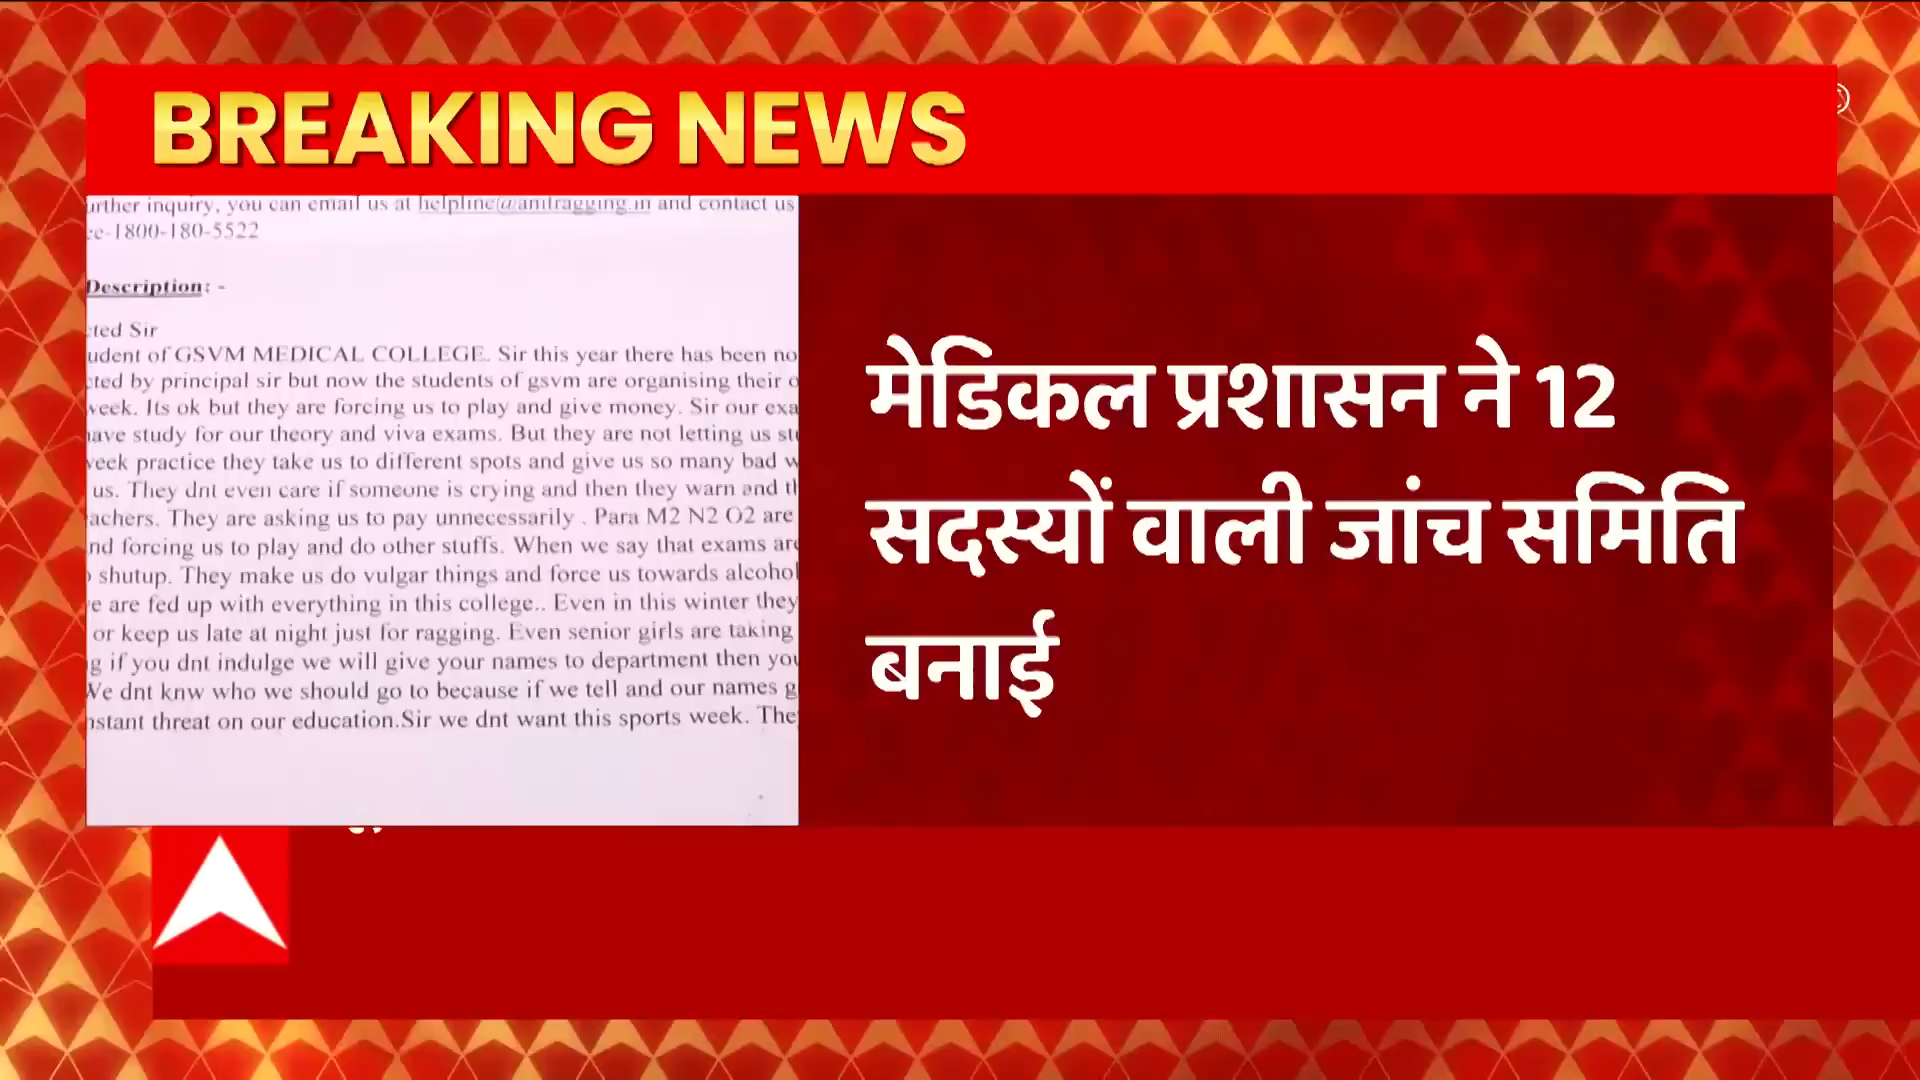 BREAKING NEWS
urther inquiry, you can email us at helpline@antiragging.in and contact us
1800-180-5522
Description: -
cted Sir
udent of GSVM MEDICAL COLLEGE. Sir this year there has been no
cted by principal sir but now the students of gsvm are organising their
week. Its ok but they are forcing us to play and give money. Sir our exa
have study for our theory and viva exams. But they are not letting us
week practice they take us to different spots and give us so many bad
us. They dnt even care if someone is crying and then they warn and
achers. They are asking us to pay unnecessarily . Para M2 N2 O2 are
nd forcing us to play and do other stuffs. When we say that exams are
shutup. They make us do vulgar things and force us towards alcohol
e are fed up with everything in this college.. Even in this winter they
or keep us late at night just for ragging. Even senior girls are taking
g if you dnt indulge we will give your names to department then you
We dnt knw who we should go to because if we tell and our names g
nstant threat on our education.Sir we dnt want this sports week. They
मेडिकल प्रशासन ने 12
सदस्यों वाली जांच समिति
बनाई